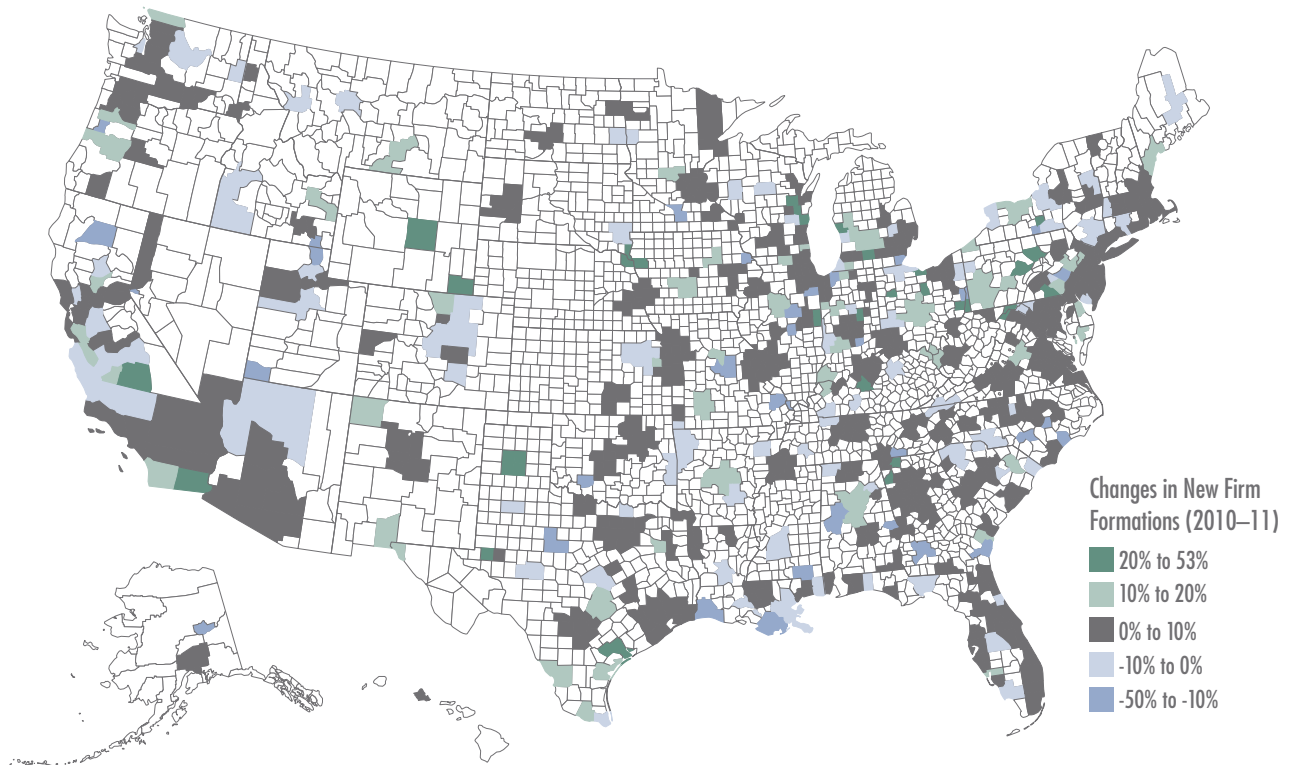 Changes in New Firm
Formations (2010–11)
20% to 53%
10% to 20%
0% to 10%
-10% to 0%
-50% to -10%